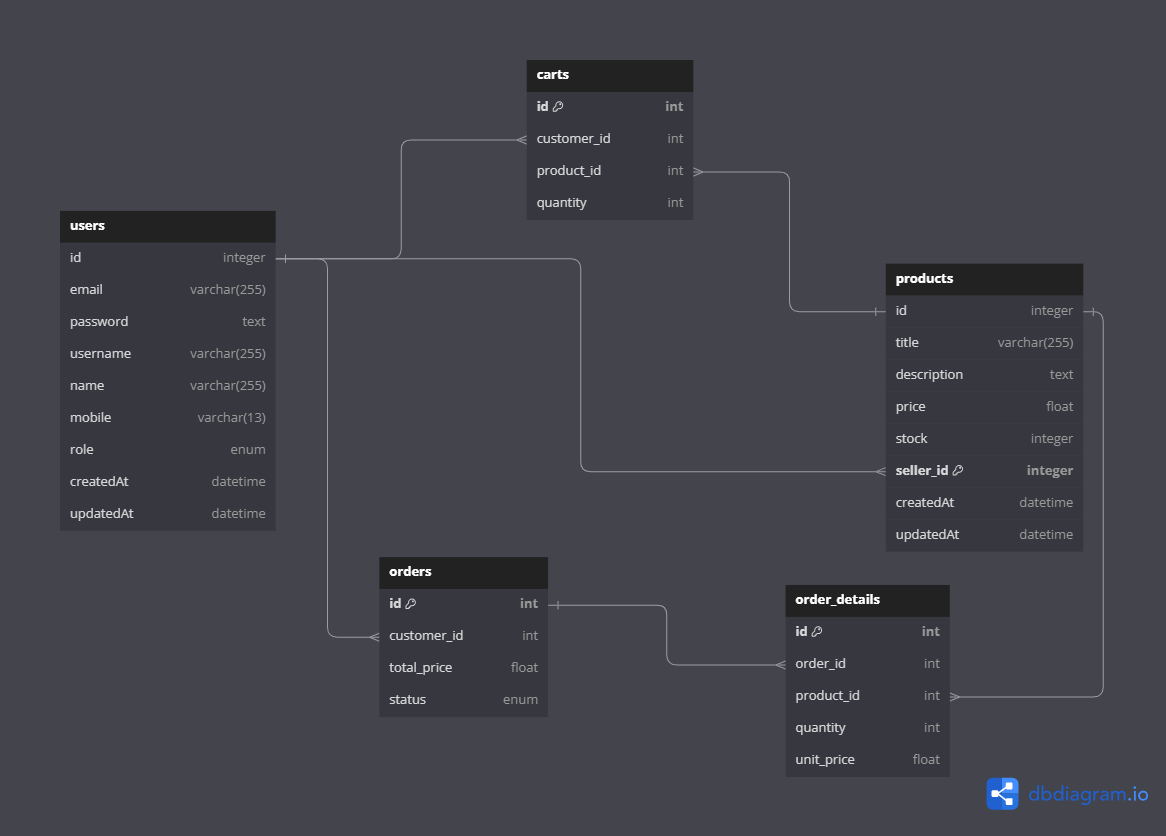 carts
id int
customer_id int
product_id int
quantity int
users
id integer
email varchar(255)
password text
username varchar(255)
name varchar(255)
mobile varchar(13)
role enum
createdAt datetime
updatedAt datetime
products
id integer
title varchar(255)
description text
price float
stock integer
seller_id integer
createdAt datetime
updatedAt datetime
orders
id int
customer_id int
total_price float
status enum
order_details
id int
order_id int
product_id int
quantity int
unit_price float
dbdiagram.io